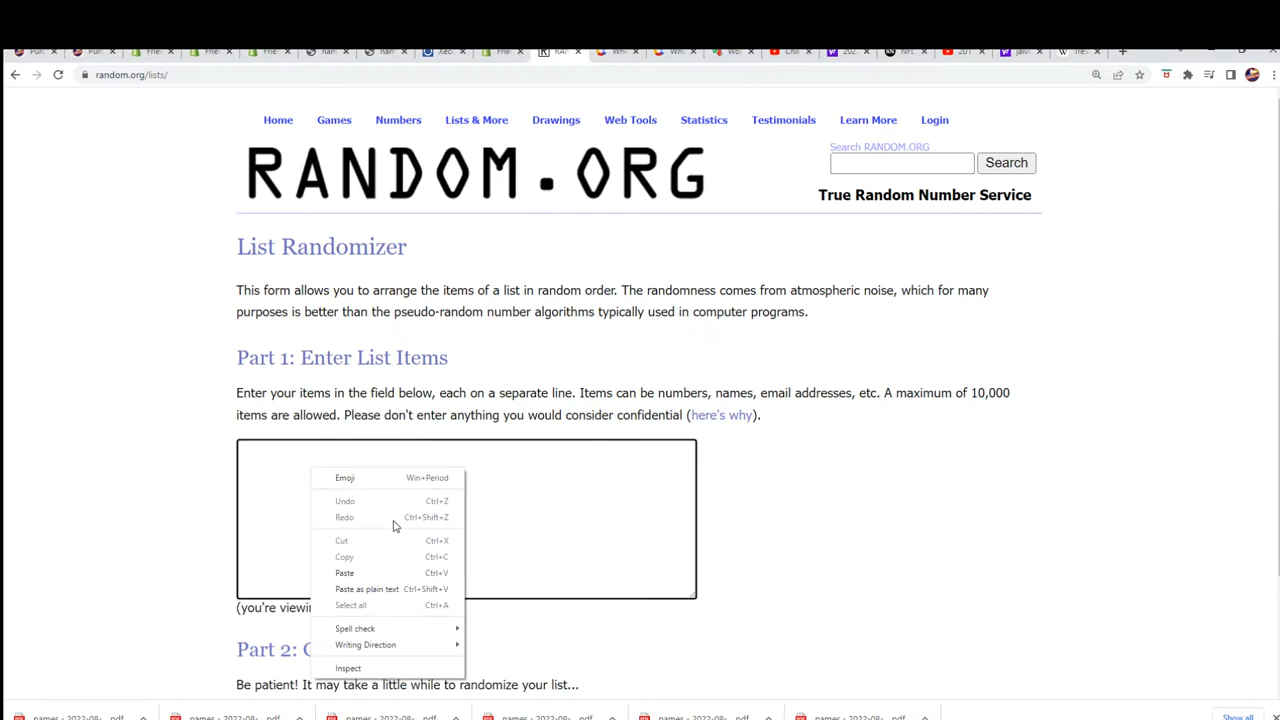 random.org/lists/
Home Games Numbers Lists & More Drawings Web Tools Statistics Testimonials Learn More Login
RANDOM.ORG
Search RANDOM.ORG
Search
True Random Number Service
List Randomizer
This form allows you to arrange the items of a list in random order. The randomness comes from atmospheric noise, which for many
purposes is better than the pseudo-random number algorithms typically used in computer programs.
Part 1: Enter List Items
Enter your items in the field below, each on a separate line. Items can be numbers, names, email addresses, etc. A maximum of 10,000
items are allowed. Please don't enter anything you would consider confidential (here's why).
Emoji Win+Period
Undo Ctrl+Z
Redo Ctrl+Shift+Z
Cut Ctrl+X
Copy Ctrl+C
Paste Ctrl+V
Paste as plain text Ctrl+Shift+V
Select all Ctrl+A
Spell check
Writing Direction
Inspect
(you're viewin
Part 2:
Be patient! It may take a little while to randomize your list...
names - 2022-08-....pdf names - 2022-08-....pdf names - 2022-08-....pdf names - 2022-08-....pdf names - 2022-08-....pdf names - 2022-08-....pdf Show all